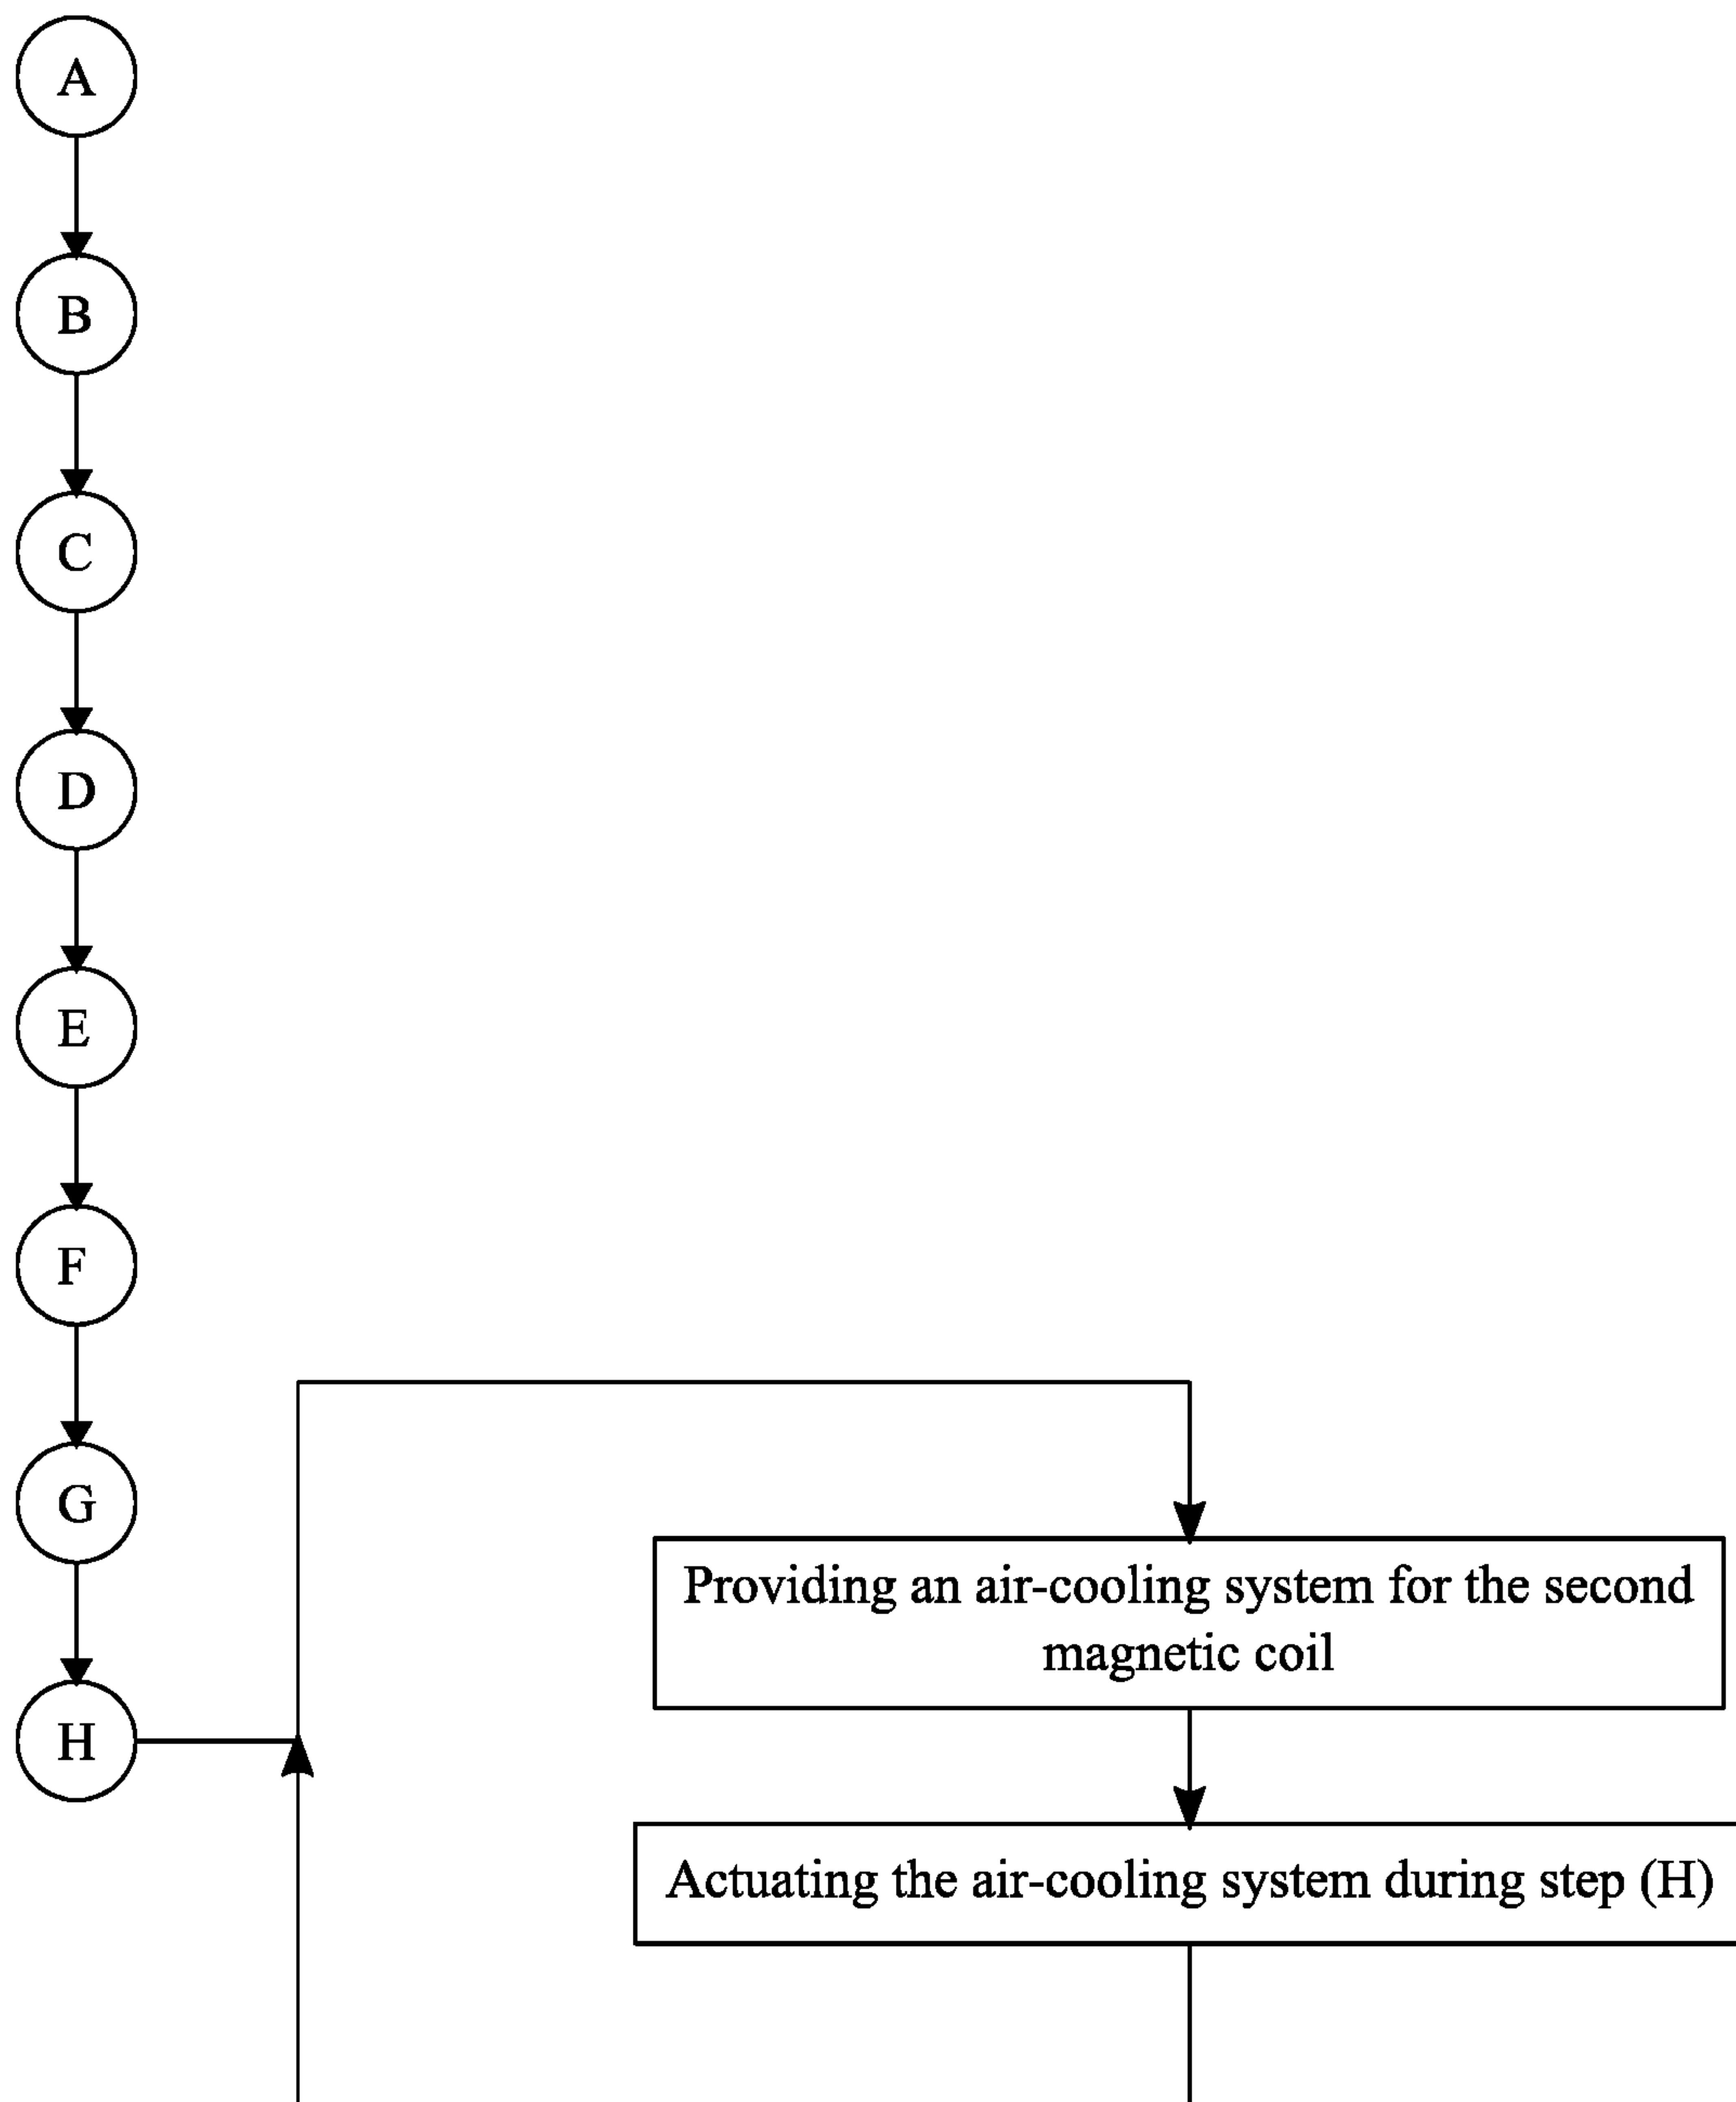 A
B
C
D
E
F
G
Providing an air-cooling system for the second
magnetic coil
H
Actuating the air-cooling system during step (H)